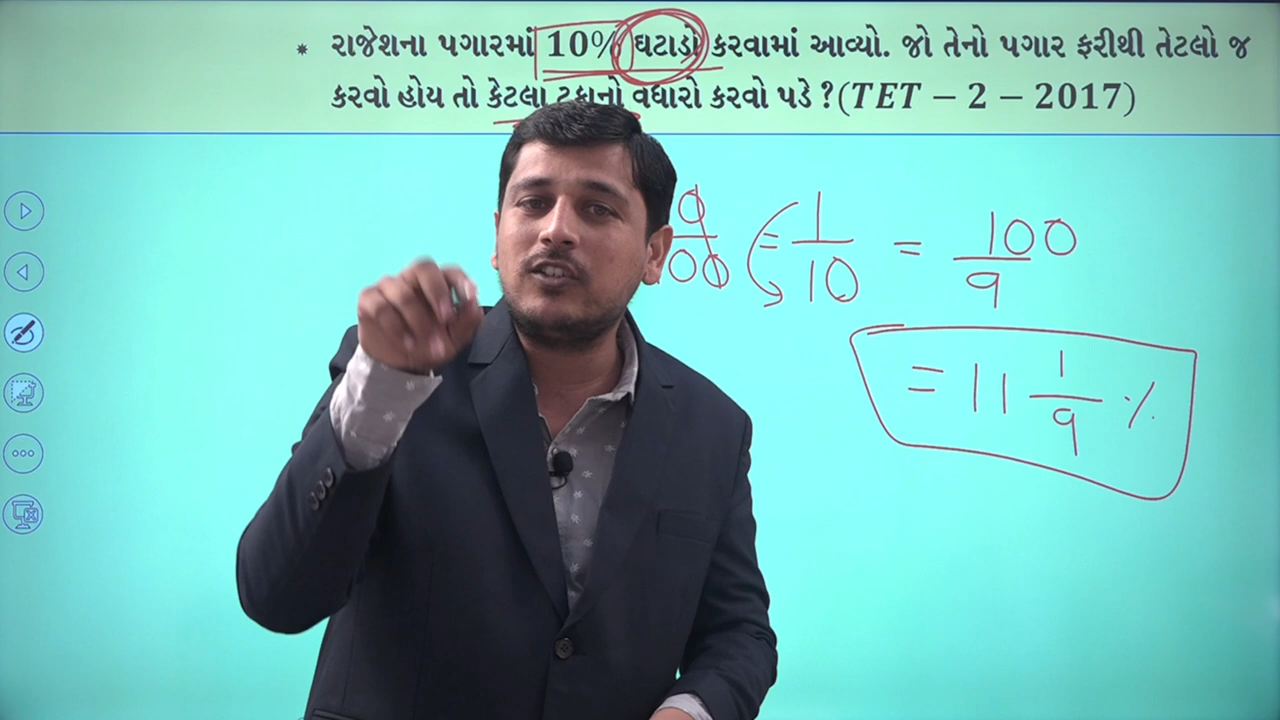 * રાજેશના પગારમાં 10% ઘટાડો કરવામાં આવ્યો. જો તેનો પગાર ફરીથી તેટલો જ
કરવો હોય તો કેટલા ટકાનો વધારો કરવો પડે ? (TET – 2 – 2017)
= 1/10 = 100/9
= 11 1/9 %